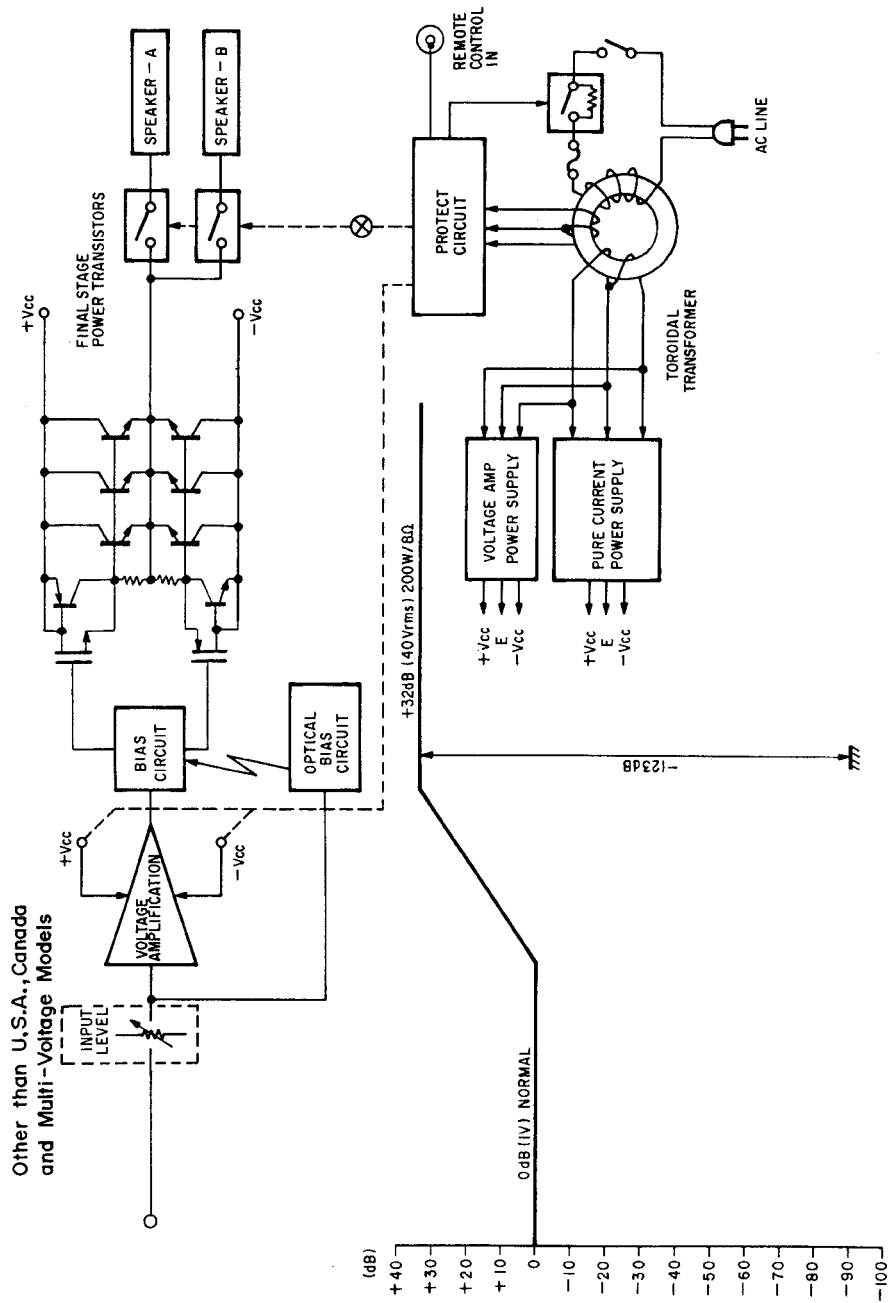 Other than U.S.A., Canada
and Multi-Voltage Models
INPUT
LEVEL
VOLTAGE
AMPLIFICATION
+Vcc
-Vcc
BIAS
CIRCUIT
OPTICAL
BIAS
CIRCUIT
+Vcc
-Vcc
FINAL STAGE
POWER TRANSISTORS
SPEAKER-A
SPEAKER-B
PROTECT
CIRCUIT
REMOTE
CONTROL
IN
AC LINE
TOROIDAL
TRANSFORMER
VOLTAGE AMP
POWER SUPPLY
+Vcc
E
-Vcc
PURE CURRENT
POWER SUPPLY
+Vcc
E
-Vcc
(dB)
+40
+30
+20
+10
0
-10
-20
-30
-40
-50
-60
-70
-80
-90
-100
0dB (1V) NORMAL
+32dB (40Vrms) 200W/8Ω
-123dB